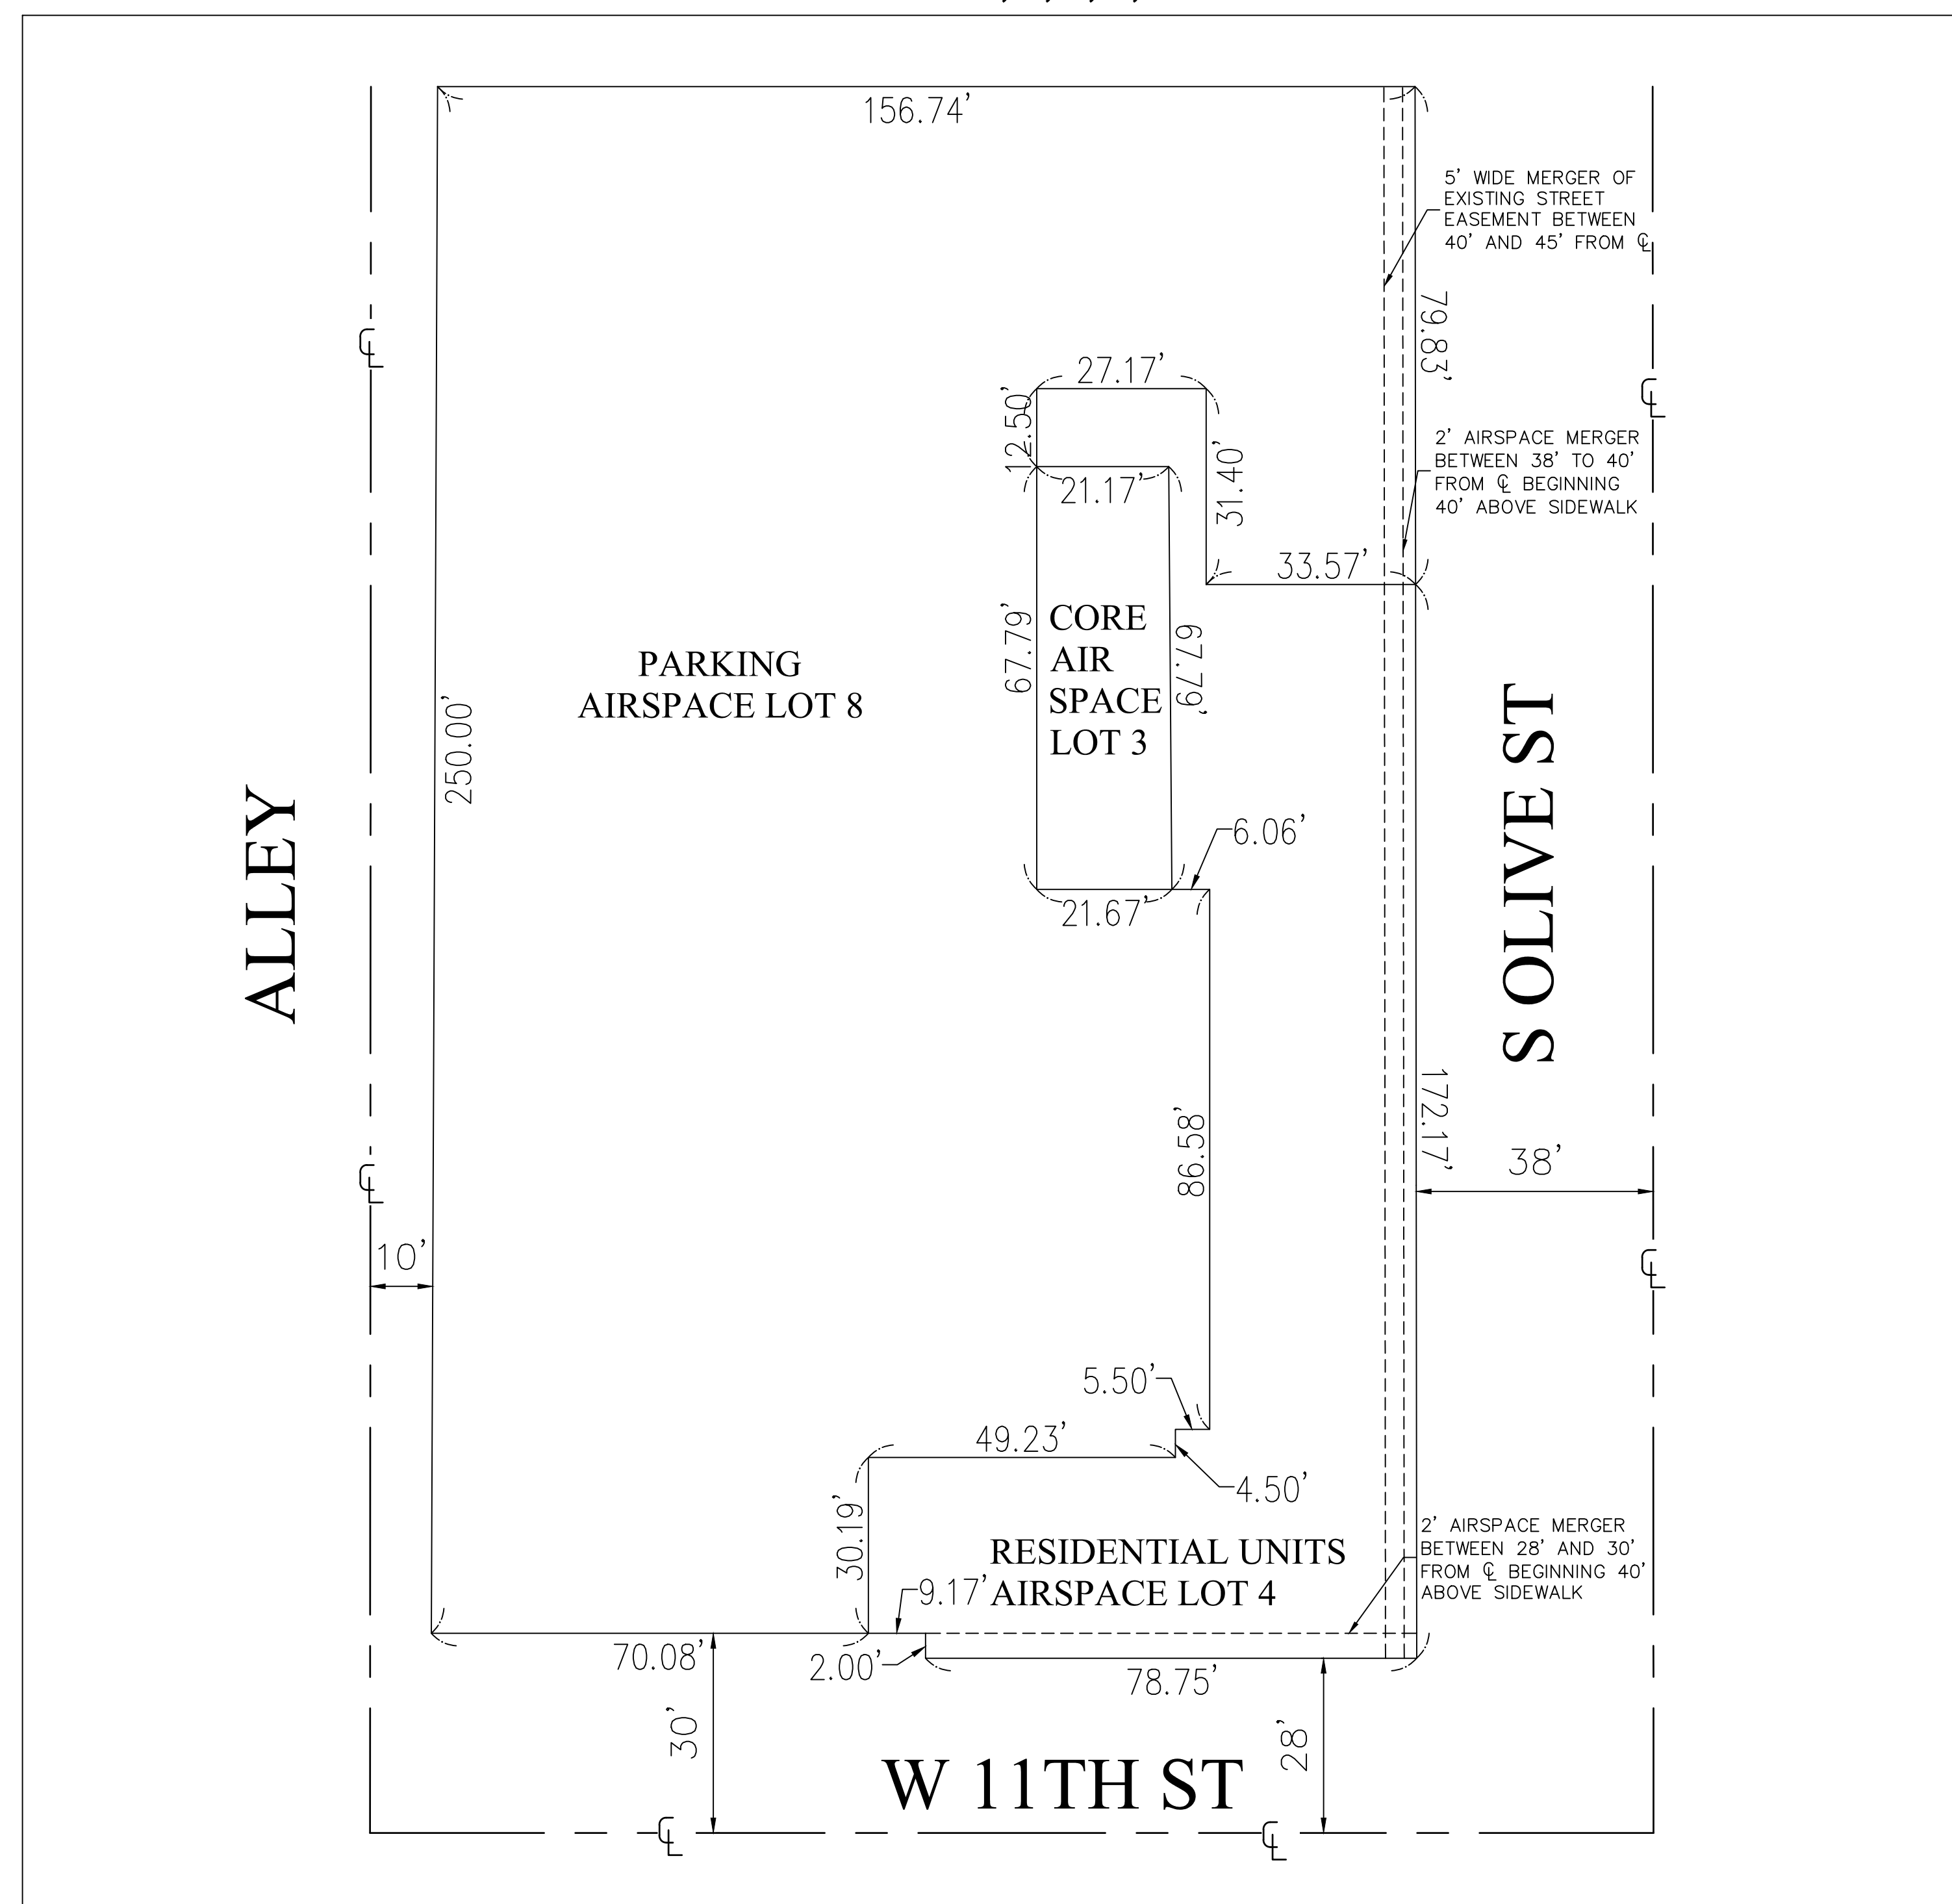 156.74'
5' WIDE MERGER OF
EXISTING STREET
EASEMENT BETWEEN
40' AND 45' FROM ℄
79.83'
℄
27.17'
12.50'
℄
2' AIRSPACE MERGER
BETWEEN 38' TO 40'
FROM ℄ BEGINNING
40' ABOVE SIDEWALK
21.17'
31.40'
33.57'
67.79'
CORE
AIR
SPACE
LOT 3
67.79'
PARKING
AIRSPACE LOT 8
250.00'
ALLEY
S OLIVE ST
6.06'
21.67'
86.58'
172.17'
38'
℄
10'
℄
5.50'
49.23'
4.50'
30.19'
RESIDENTIAL UNITS
AIRSPACE LOT 4
9.17'
2' AIRSPACE MERGER
BETWEEN 28' AND 30'
FROM ℄ BEGINNING 40'
ABOVE SIDEWALK
70.08'
2.00'
78.75'
30'
28'
W 11TH ST
℄
℄